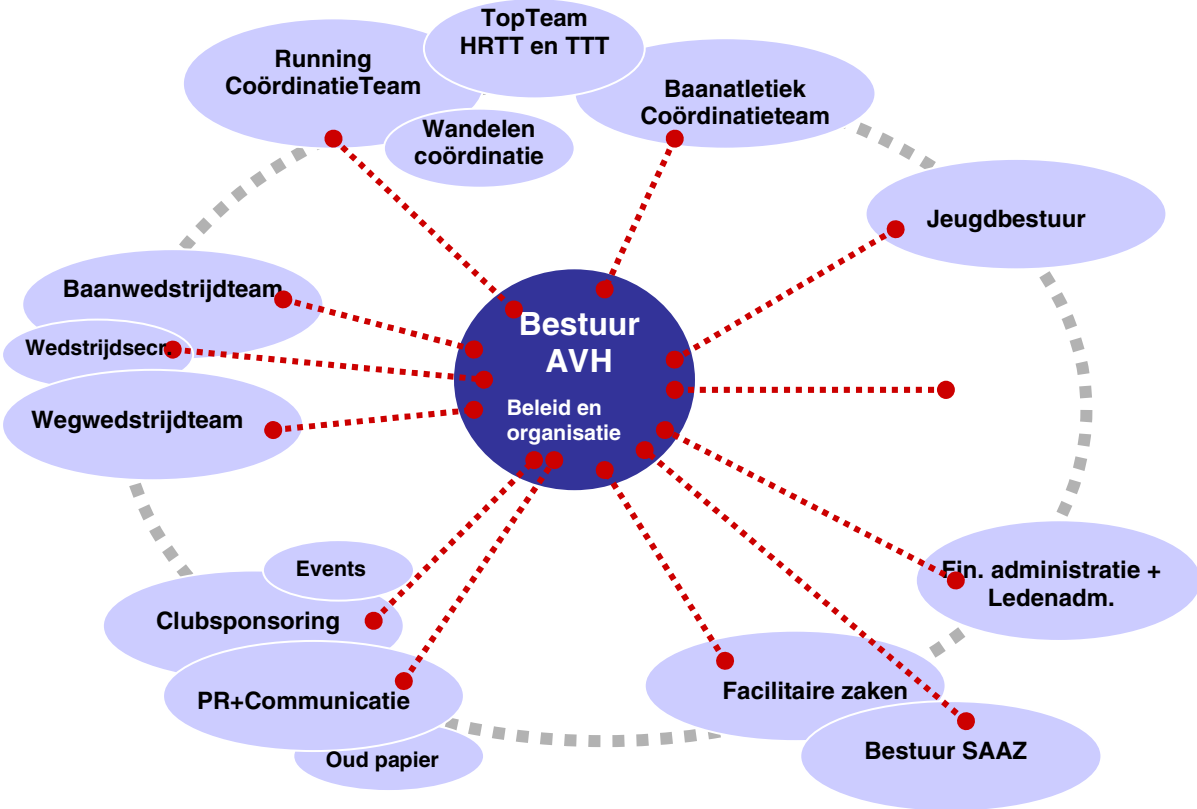 TopTeam
HRTT en TTT
Running
CoördinatieTeam
Baanatletiek
Coördinatieteam
Wandelen
coördinatie
Jeugdbestuur
Baanwedstrijdteam
Wedstrijdsecr.
Wegwedstrijdteam
Bestuur
AVH
Beleid en
organisatie
Events
Clubsponsoring
PR+Communicatie
Oud papier
Fin. administratie +
Ledenadm.
Facilitaire zaken
Bestuur SAAZ